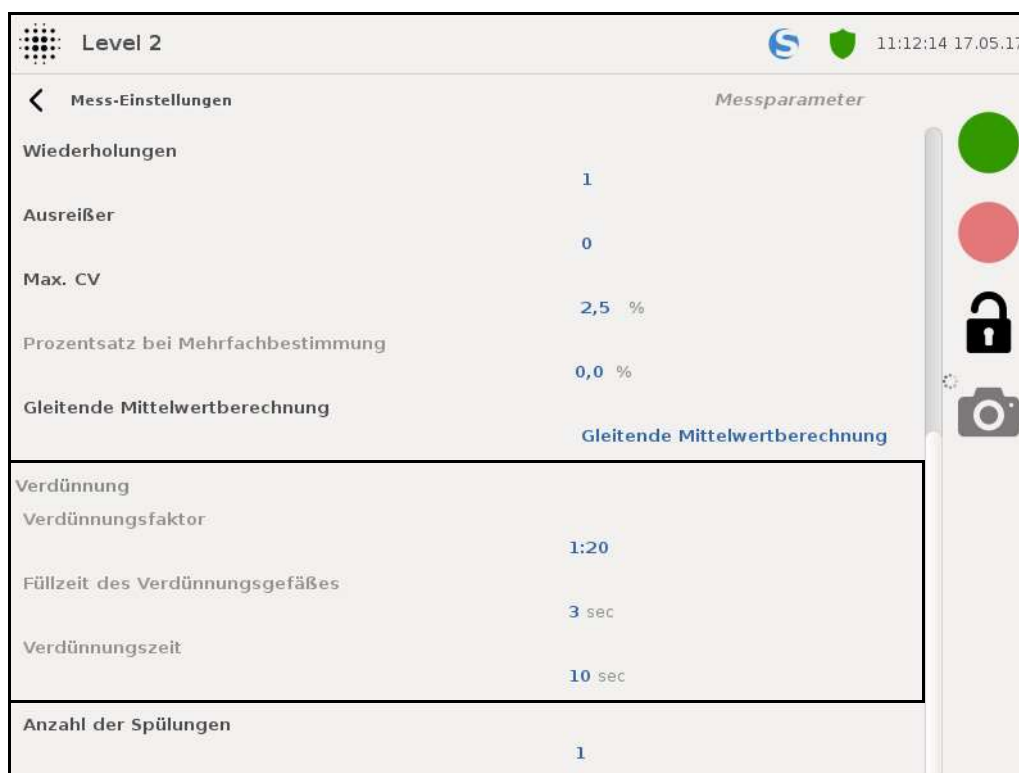 Level 2
11:12:14 17.05.17
Mess-Einstellungen
Messparameter
Wiederholungen
1
Ausreißer
0
Max. CV
2,5 %
Prozentsatz bei Mehrfachbestimmung
0,0 %
Gleitende Mittelwertberechnung
Gleitende Mittelwertberechnung
Verdünnung
Verdünnungsfaktor
1:20
Füllzeit des Verdünnungsgefäßes
3 sec
Verdünnungszeit
10 sec
Anzahl der Spülungen
1